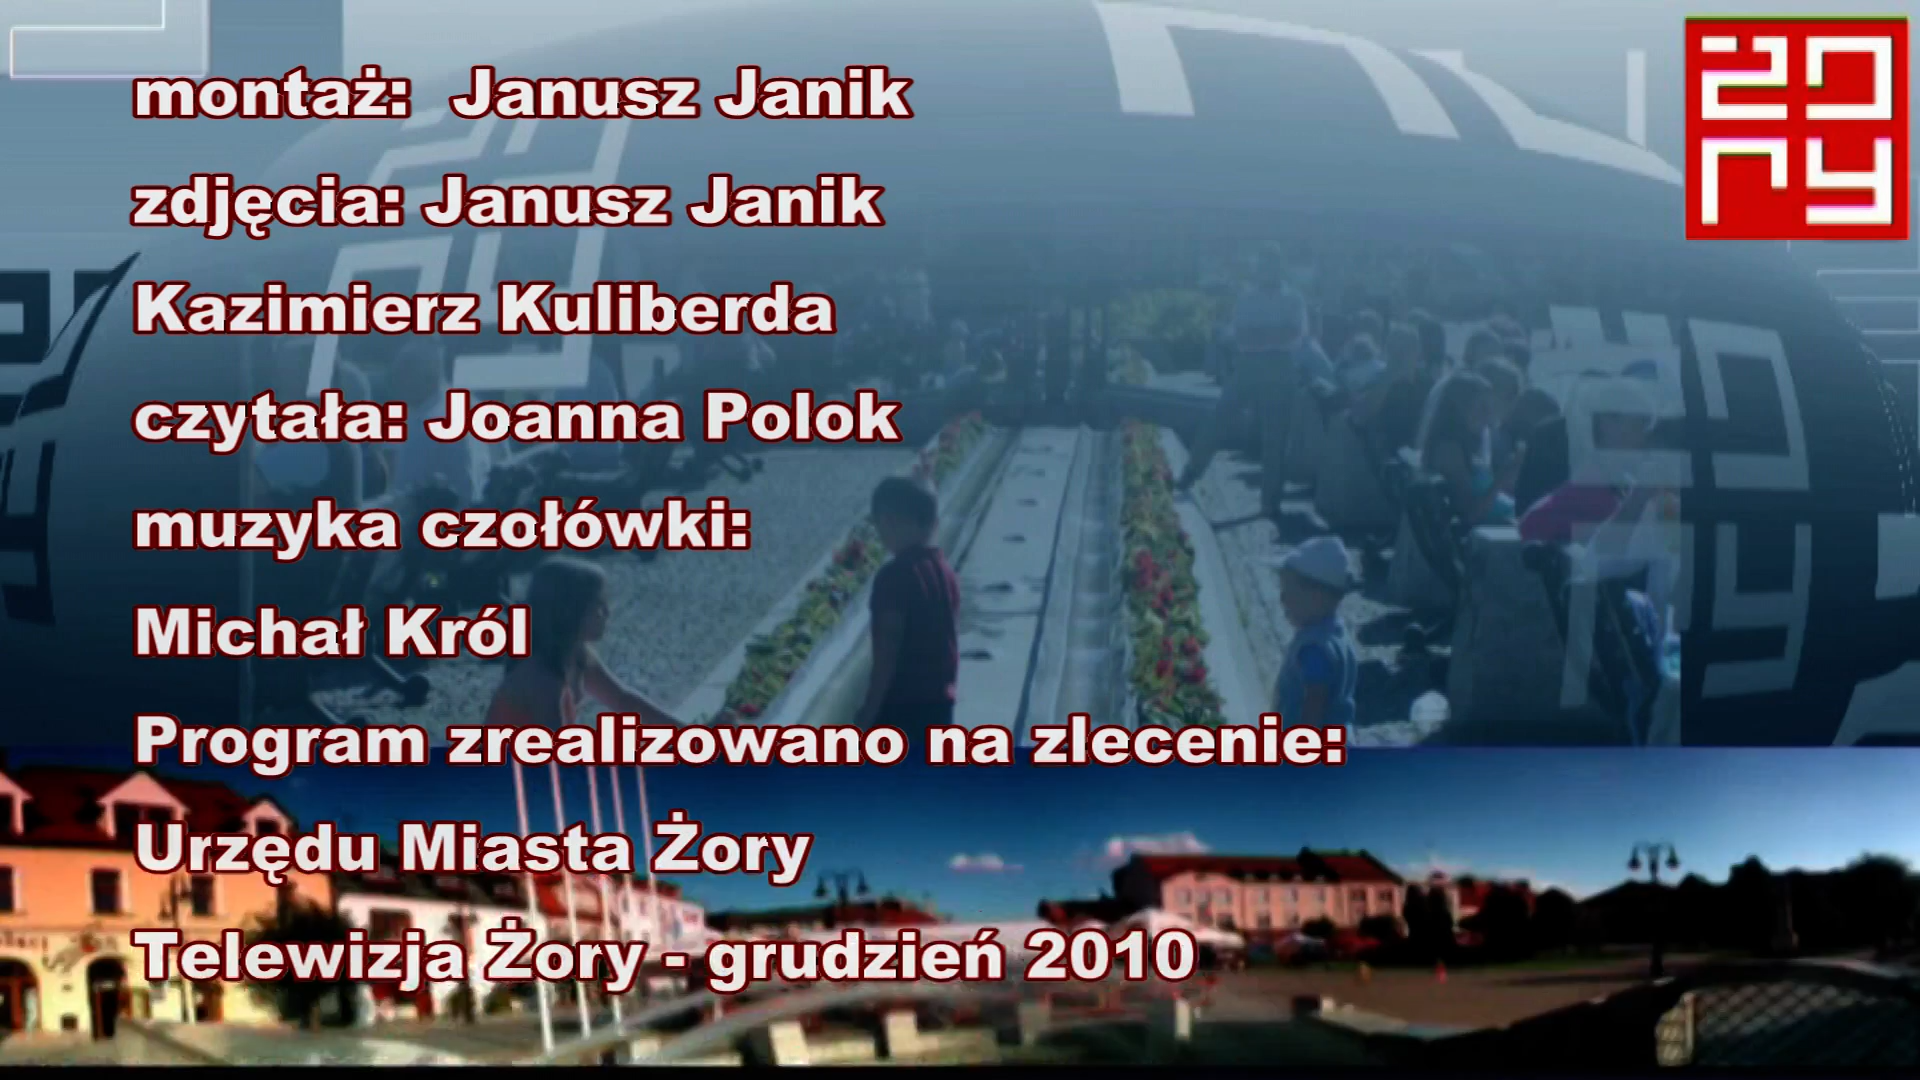 montaż: Janusz Janik
zdjęcia: Janusz Janik
Kazimierz Kuliberda
czytała: Joanna Polok
muzyka czołówki:
Michał Król
Program zrealizowano na zlecenie:
Urzędu Miasta Żory
Telewizja Żory - grudzień 2010
żory